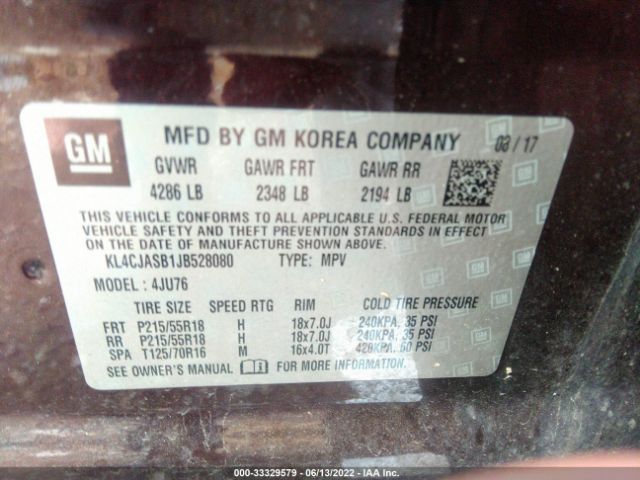 GM
MFD BY GM KOREA COMPANY 03/17
GVWR GAWR FRT GAWR RR
4286 LB 2348 LB 2194 LB
THIS VEHICLE CONFORMS TO ALL APPLICABLE U.S. FEDERAL MOTOR
VEHICLE SAFETY AND THEFT PREVENTION STANDARDS IN
EFFECT ON THE DATE OF MANUFACTURE SHOWN ABOVE.
KL4CJASB1JB528080 TYPE: MPV
MODEL: 4JU76
TIRE SIZE SPEED RTG RIM COLD TIRE PRESSURE
FRT P215/55R18 H 18x7.0J 240KPA, 35 PSI
RR P215/55R18 H 18x7.0J 240KPA, 35 PSI
SPA T125/70R16 M 16x4.0T 420KPA, 60 PSI
SEE OWNER'S MANUAL FOR MORE INFORMATION.
000-33329579 - 06/13/2022 - IAA Inc.